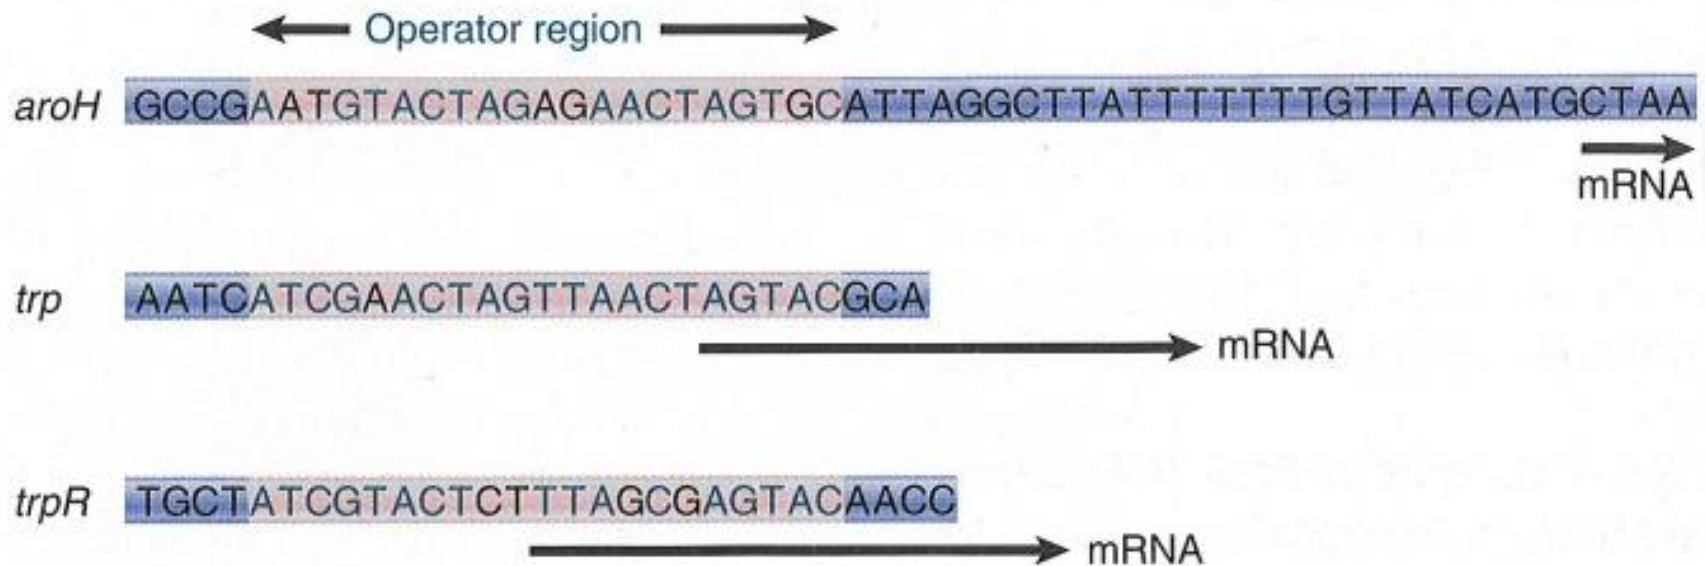 Operator region
aroH GCCGAATGTACTAGAGAACTAGTGCATTAGGCTTATTTTTTTGTTATCATGCTAA
mRNA
trp AATCATCGAACTAGTTAACTAGTACGCA
mRNA
trpR TGCTATCGTACTCTTTAGCGAGTACAACC
mRNA